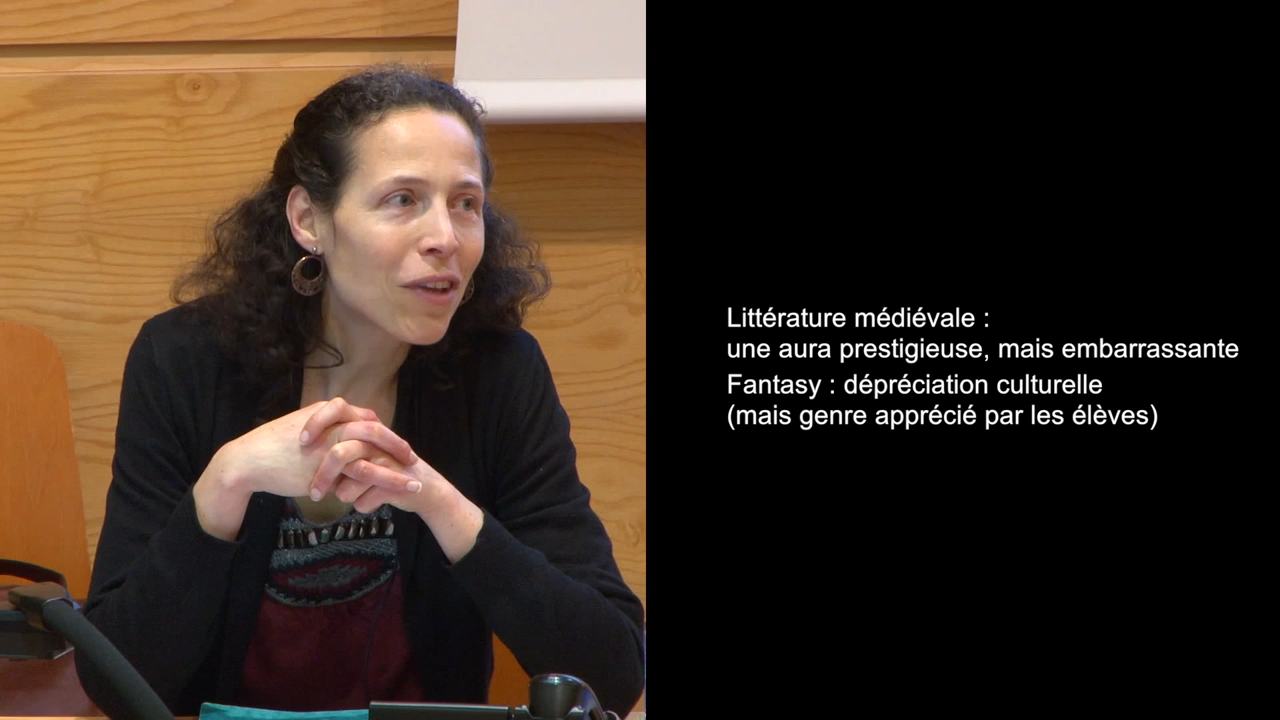 Littérature médiévale :
une aura prestigieuse, mais embarrassante
Fantasy : dépréciation culturelle
(mais genre apprécié par les élèves)